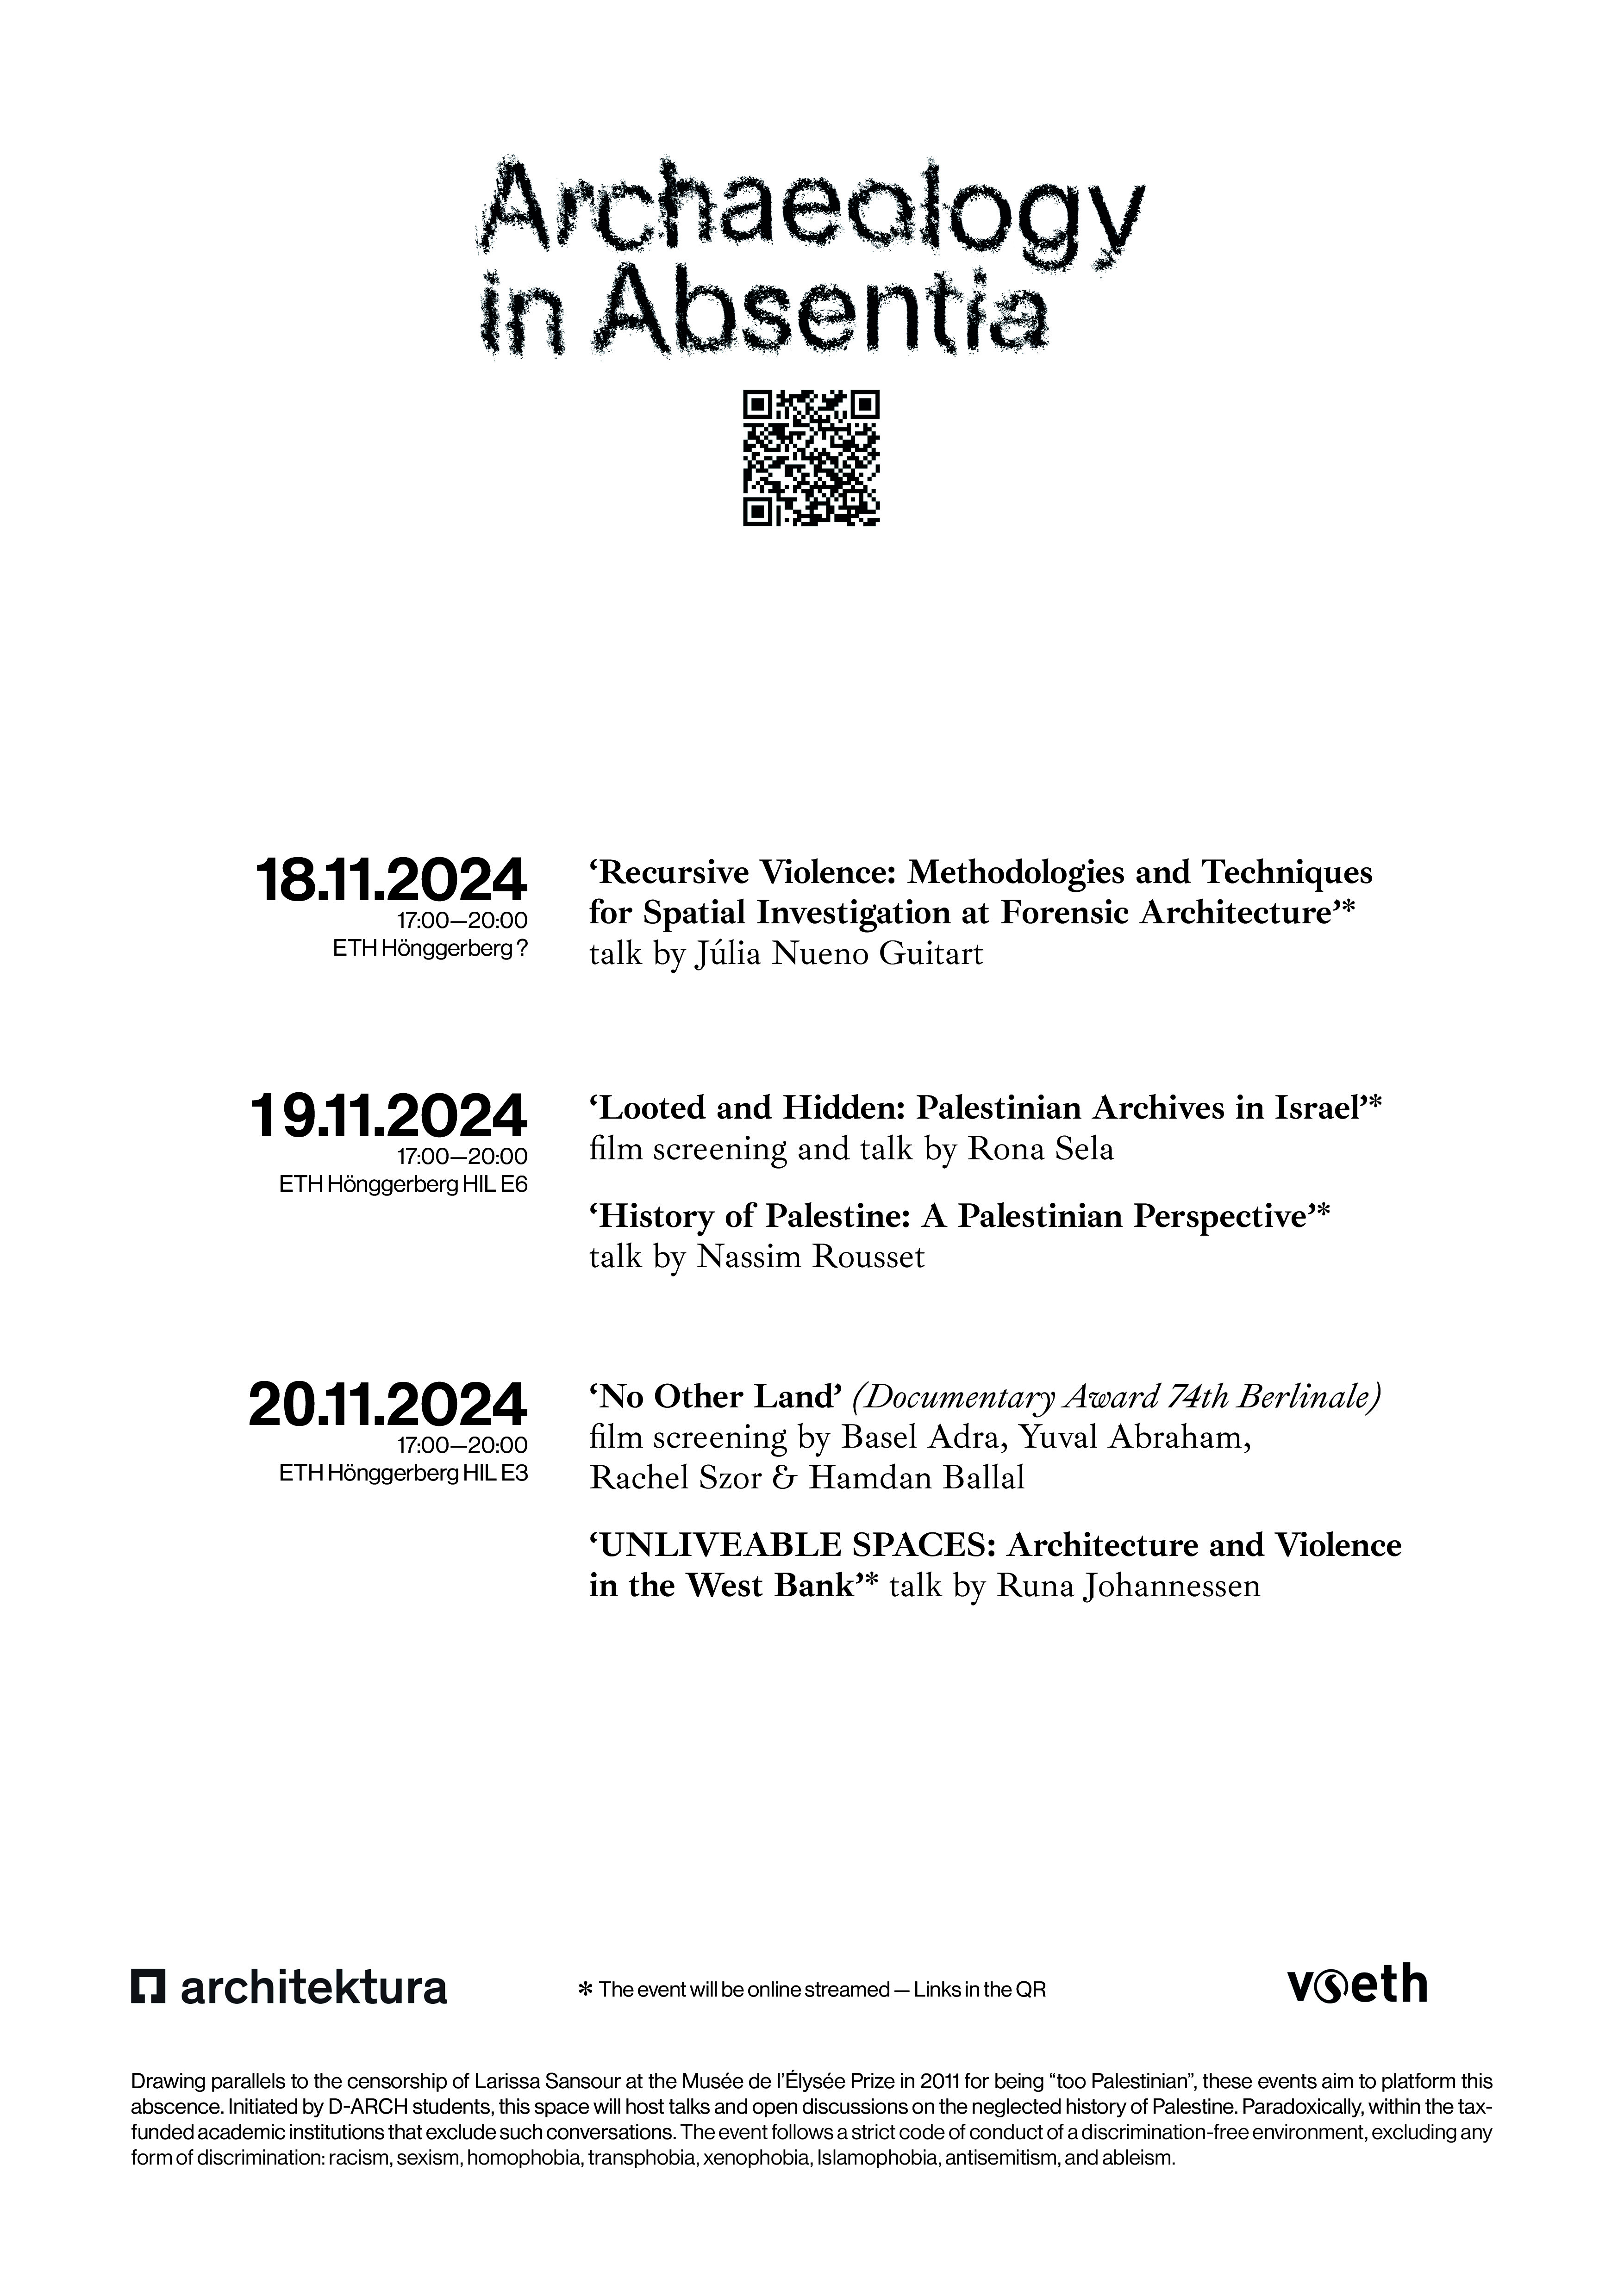 Archaeology
in Absentia
18.11.2024
17:00—20:00
ETH Hönggerberg ?
‘Recursive Violence: Methodologies and Techniques
for Spatial Investigation at Forensic Architecture’*
talk by Júlia Nueno Guitart
19.11.2024
17:00—20:00
ETH Hönggerberg HIL E6
‘Looted and Hidden: Palestinian Archives in Israel’*
film screening and talk by Rona Sela
‘History of Palestine: A Palestinian Perspective’*
talk by Nassim Rousset
20.11.2024
17:00—20:00
ETH Hönggerberg HIL E3
‘No Other Land’ (Documentary Award 74th Berlinale)
film screening by Basel Adra, Yuval Abraham,
Rachel Szor & Hamdan Ballal
‘UNLIVEABLE SPACES: Architecture and Violence
in the West Bank’* talk by Runa Johannessen
architektura
* The event will be online streamed — Links in the QR
vseth
Drawing parallels to the censorship of Larissa Sansour at the Musée de l’Élysée Prize in 2011 for being “too Palestinian”, these events aim to platform this
abscence. Initiated by D-ARCH students, this space will host talks and open discussions on the neglected history of Palestine. Paradoxically, within the tax-
funded academic institutions that exclude such conversations. The event follows a strict code of conduct of a discrimination-free environment, excluding any
form of discrimination: racism, sexism, homophobia, transphobia, xenophobia, Islamophobia, antisemitism, and ableism.